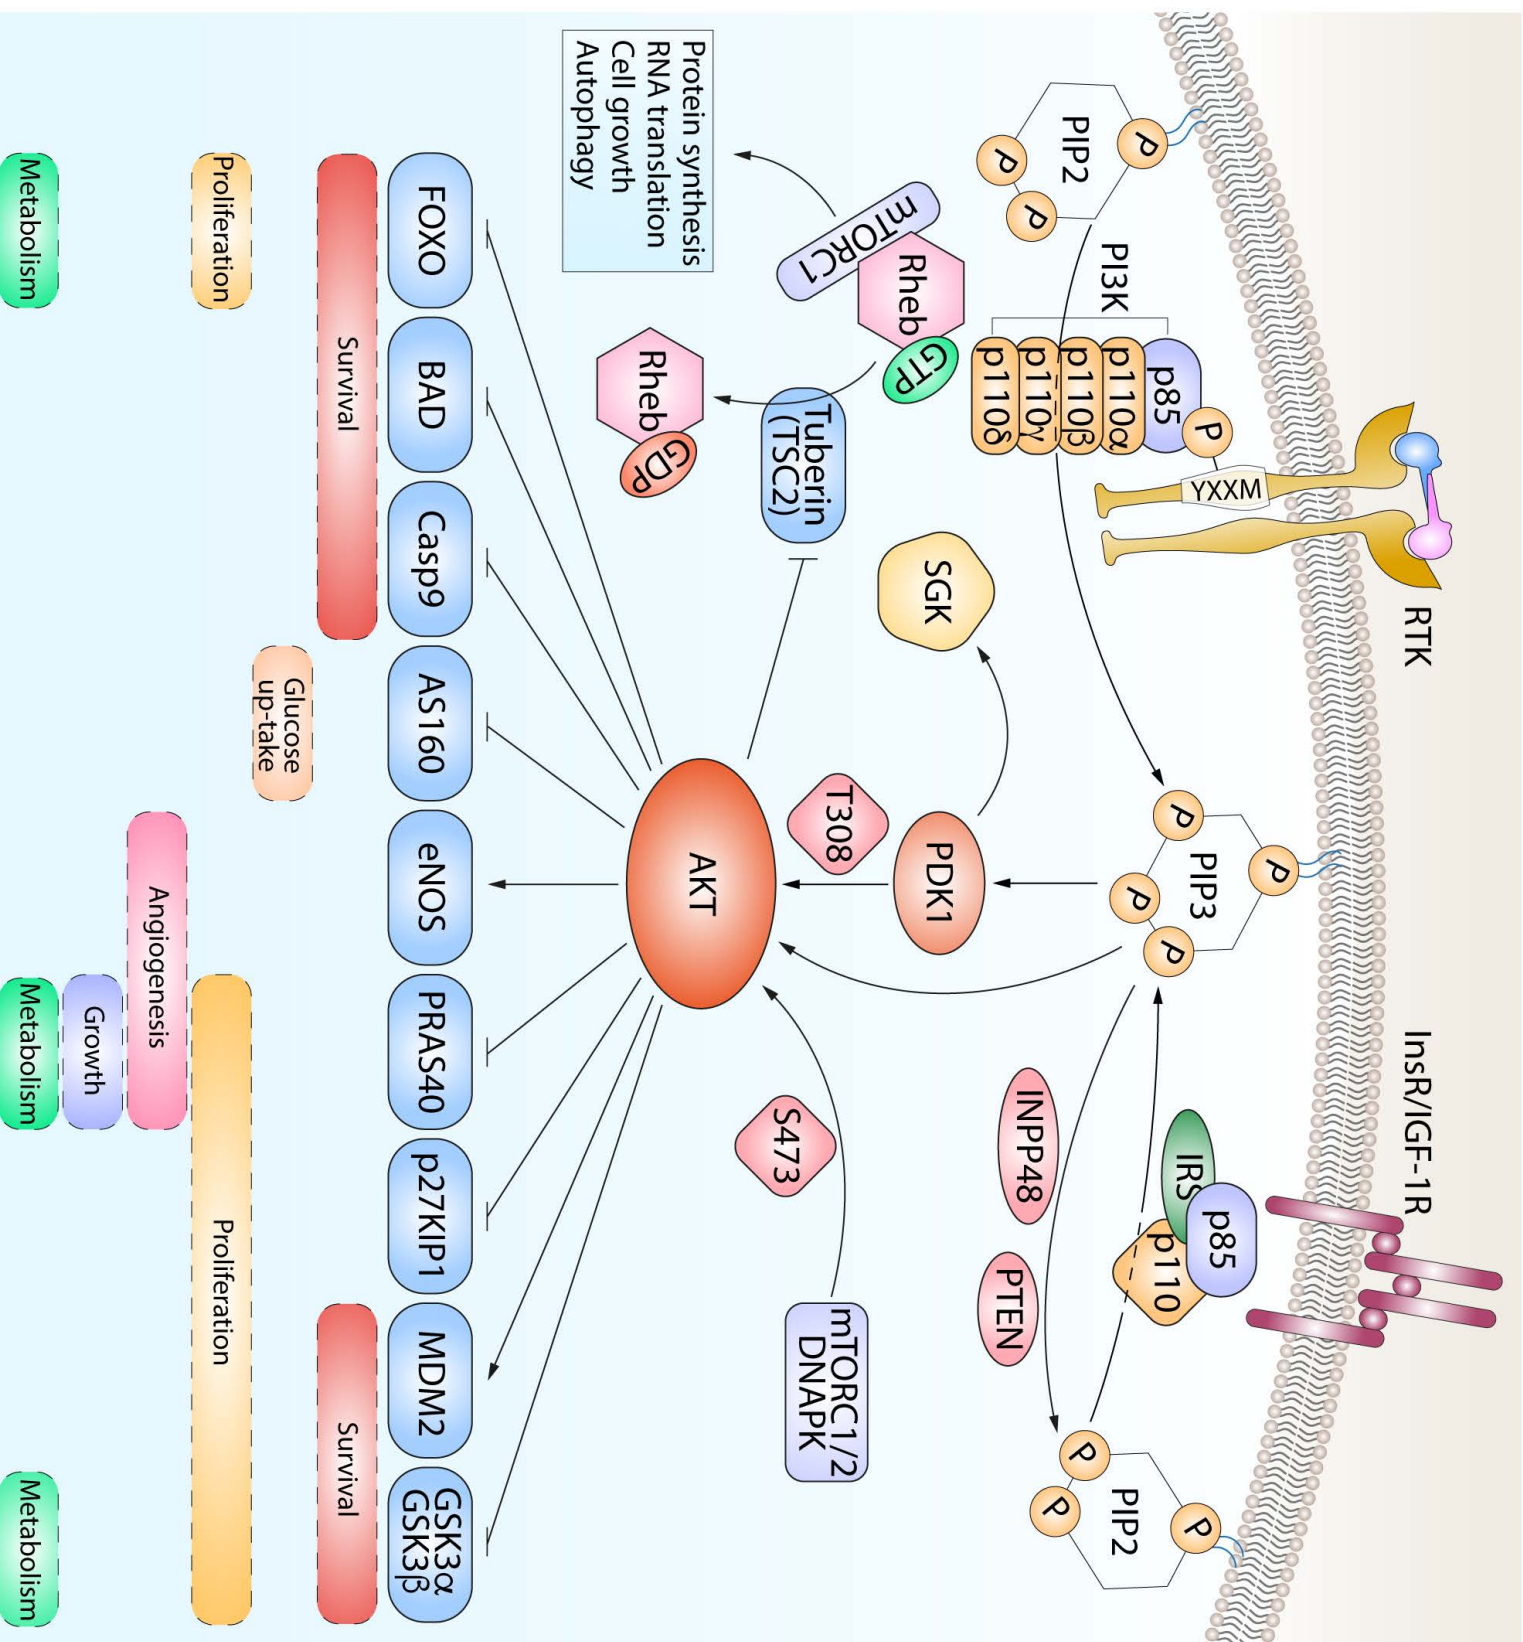 RTK
InsR/IGF-1R
YXXM
P
PIP2
P
P
P
PI3K
p85
p110α
p110β
p110γ
p110δ
P
PIP3
P
P
P
IRS
p85
p110
P
PIP2
P
P
INPP48
PTEN
mTORC1
Rheb
GTP
SGK
PDK1
T308
Tuberin
(TSC2)
Rheb
GDP
Protein synthesis
RNA translation
Cell growth
Autophagy
mTORC1/2
DNAPK
S473
AKT
FOXO
BAD
Casp9
AS160
eNOS
PRAS40
p27KIP1
MDM2
GSK3α
GSK3β
Survival
Survival
Glucose
up-take
Proliferation
Proliferation
Angiogenesis
Growth
Metabolism
Metabolism
Metabolism